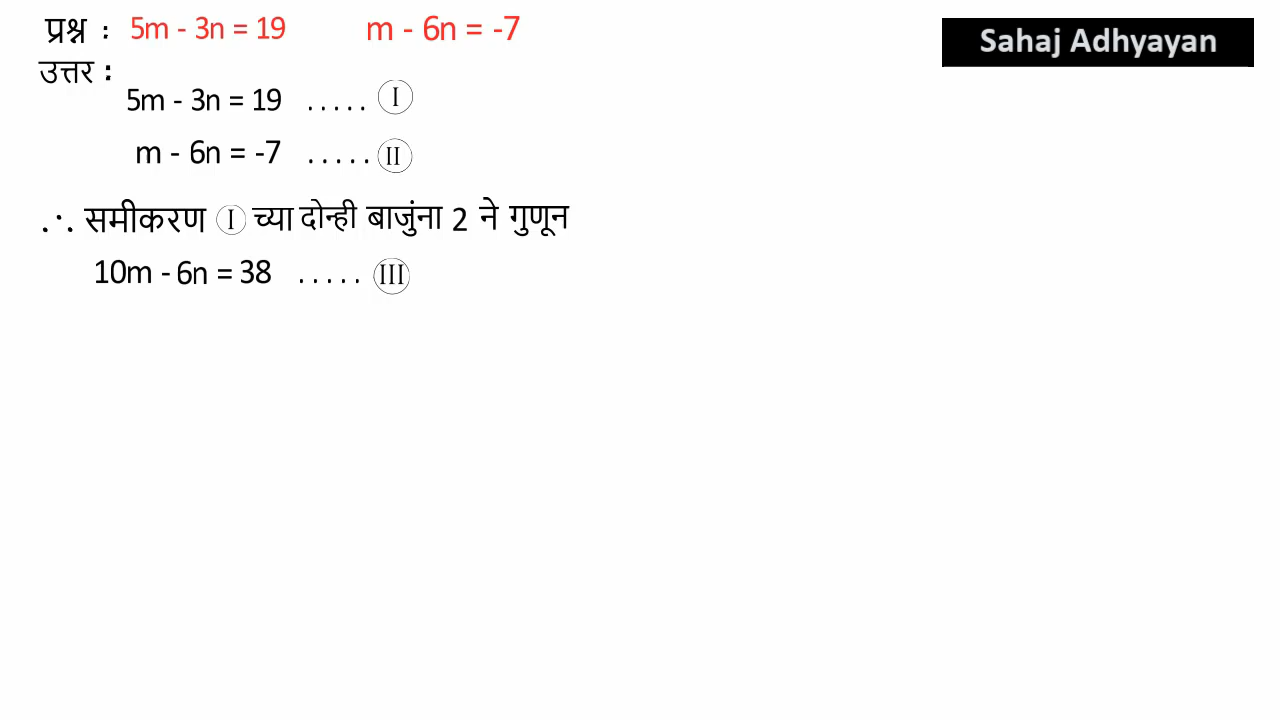 प्रश्न : 5m - 3n = 19 m - 6n = -7
Sahaj Adhyayan
उत्तर :
5m - 3n = 19 ..... Ⅰ
m - 6n = -7 ..... Ⅱ
∴ समीकरण Ⅰ च्या दोन्ही बाजुंना 2 ने गुणून
10m - 6n = 38 ..... Ⅲ